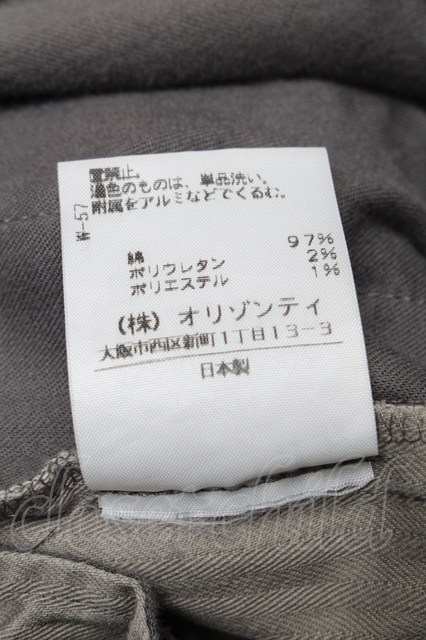 置禁止。
濃色のものは、単品洗い。
附属をアルミなどでくるむ。
W-57
綿 97%
ポリウレタン 2%
ポリエステル 1%
(株) オリゾンティ
大阪市西区新町1丁目13-3
日本製